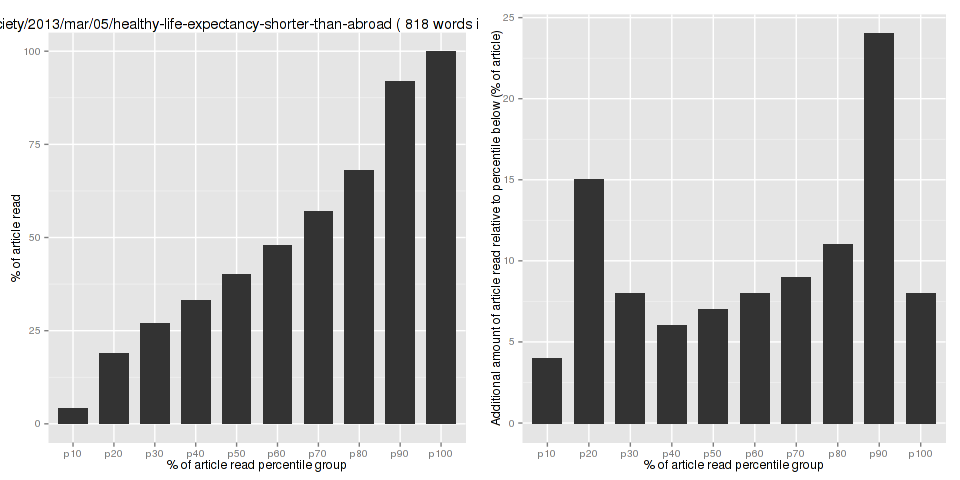 ciety/2013/mar/05/healthy-life-expectancy-shorter-than-abroad ( 818 words i
% of article read
100
75
50
25
0
p10 p20 p30 p40 p50 p60 p70 p80 p90 p100
% of article read percentile group
Additional amount of article read relative to percentile below (% of article)
25
20
15
10
5
0
p10 p20 p30 p40 p50 p60 p70 p80 p90 p100
% of article read percentile group